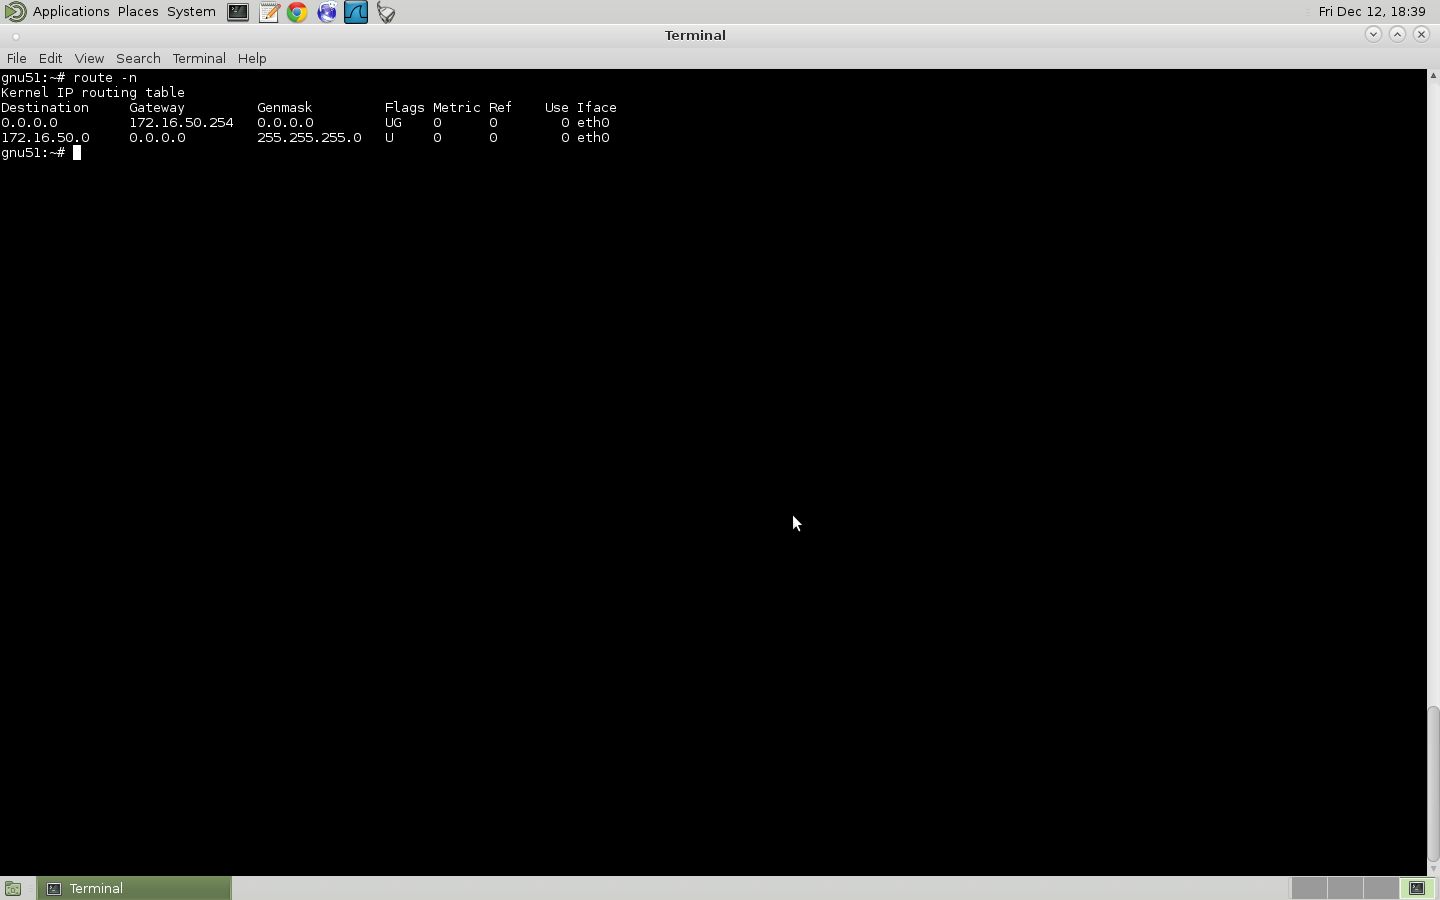 Applications Places System Fri Dec 12, 18:39
Terminal
File Edit View Search Terminal Help
gnu51:~# route -n
Kernel IP routing table
Destination     Gateway         Genmask         Flags Metric Ref    Use Iface
0.0.0.0         172.16.50.254   0.0.0.0         UG    0      0        0 eth0
172.16.50.0     0.0.0.0         255.255.255.0   U     0      0        0 eth0
gnu51:~#
Terminal